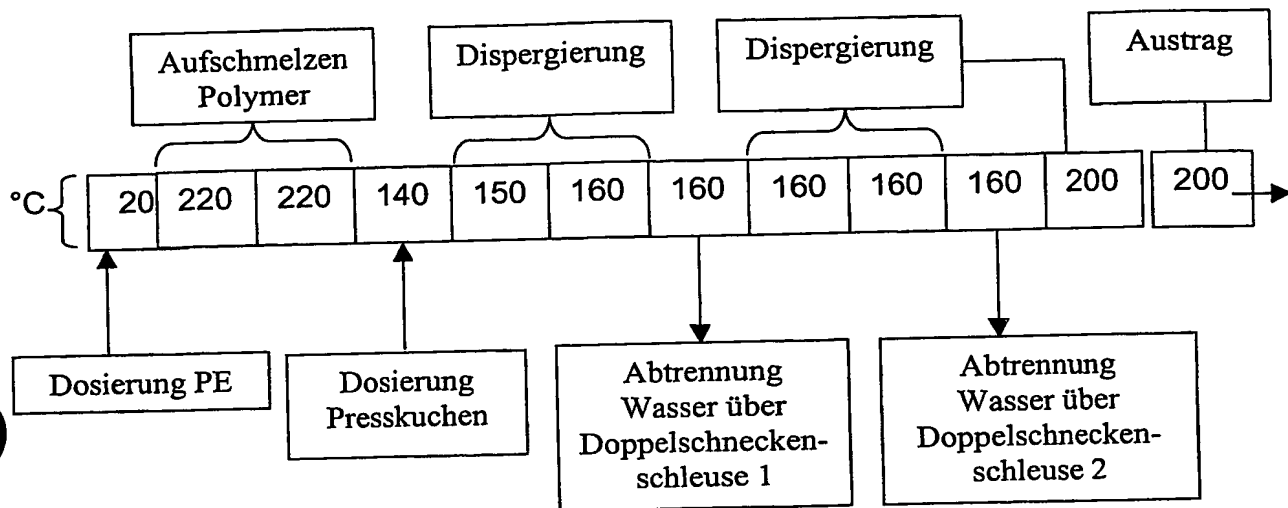 Aufschmelzen
Polymer
Dispergierung
Dispergierung
Austrag
°C
20 220 220 140 150 160 160 160 160 160 200 200
Dosierung PE
Dosierung
Presskuchen
Abtrennung
Wasser über
Doppelschnecken-
schleuse 1
Abtrennung
Wasser über
Doppelschnecken-
schleuse 2